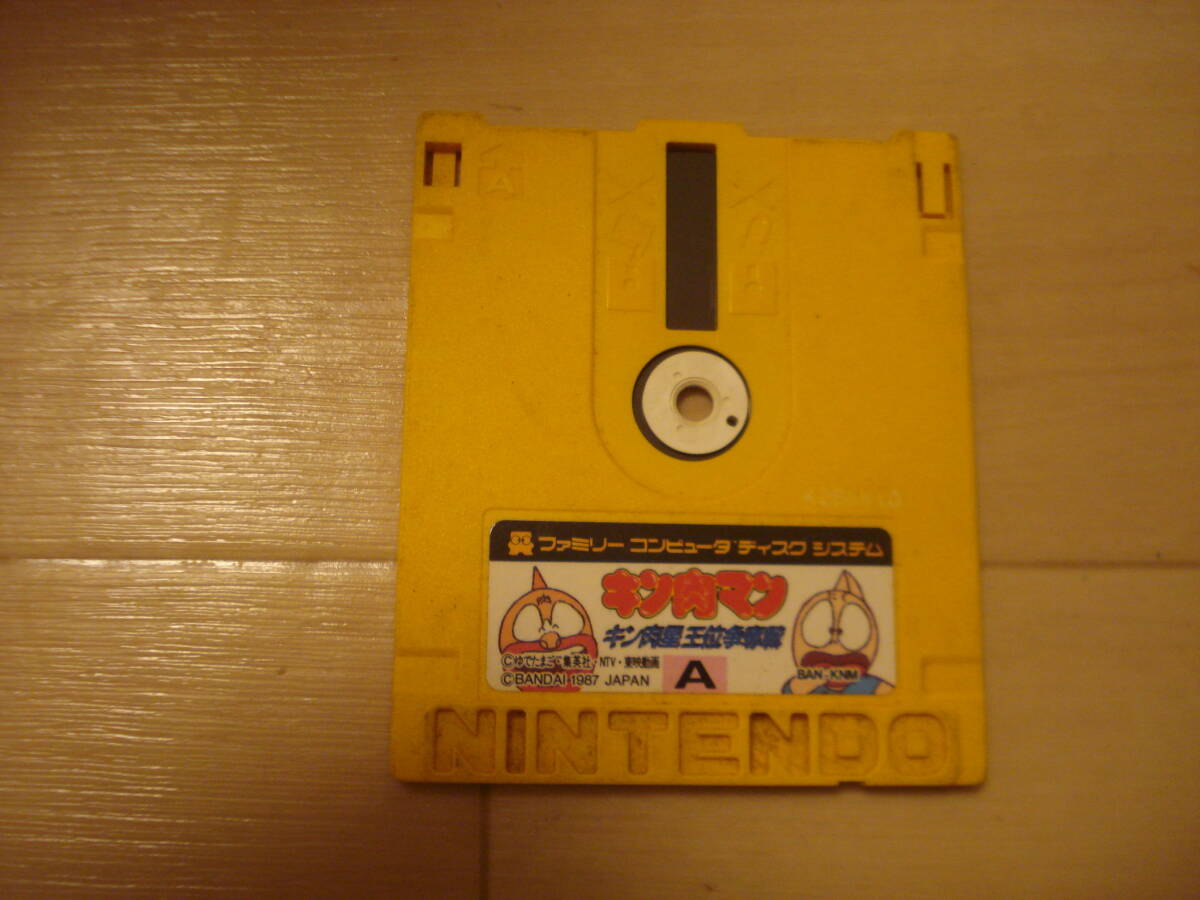 A
ファミリー コンピュータ ディスク システム
キン肉マン
キン肉星王位争奪戦
©ゆでたまご・集英社・NTV・東映動画
©BANDAI 1987 JAPAN
A
BAN-KNM
NINTENDO